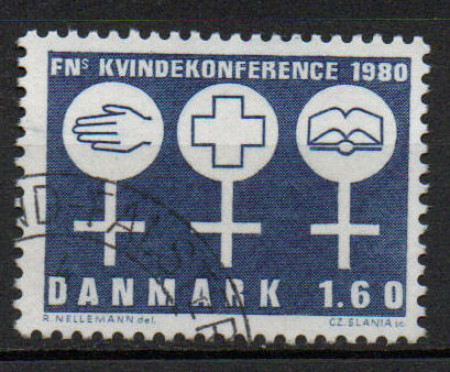 FNS KVINDEKONFERENCE 1980
DANMARK 1.60
R. NELLEMANN del. CZ. SLANIA sc.